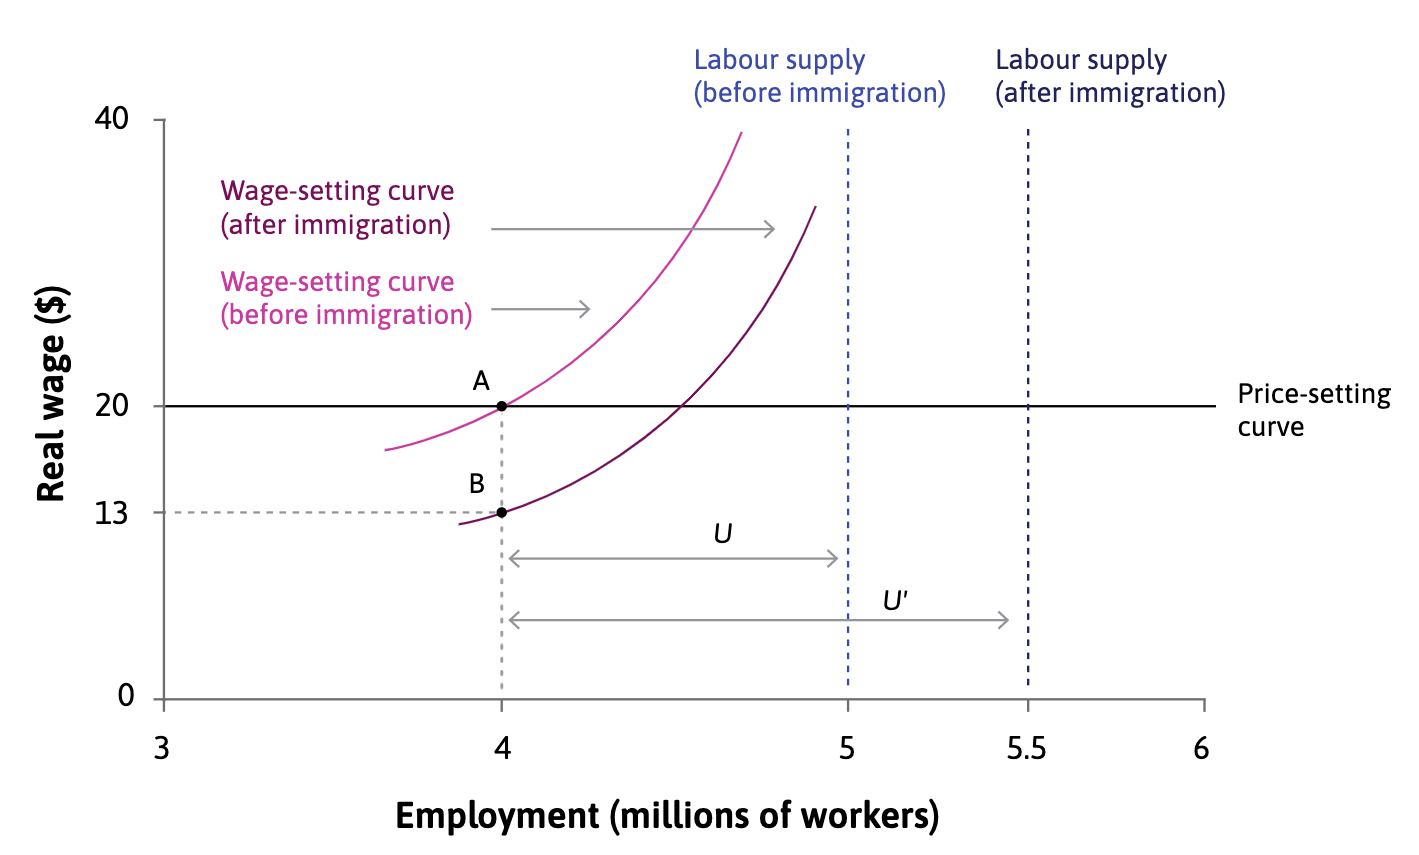 Labour supply
(before immigration)
Labour supply
(after immigration)
40
Wage-setting curve
(after immigration)
Wage-setting curve
(before immigration)
A
20
Price-setting
curve
Real wage ($)
B
13
U
U'
0
3
4
5
5.5
6
Employment (millions of workers)